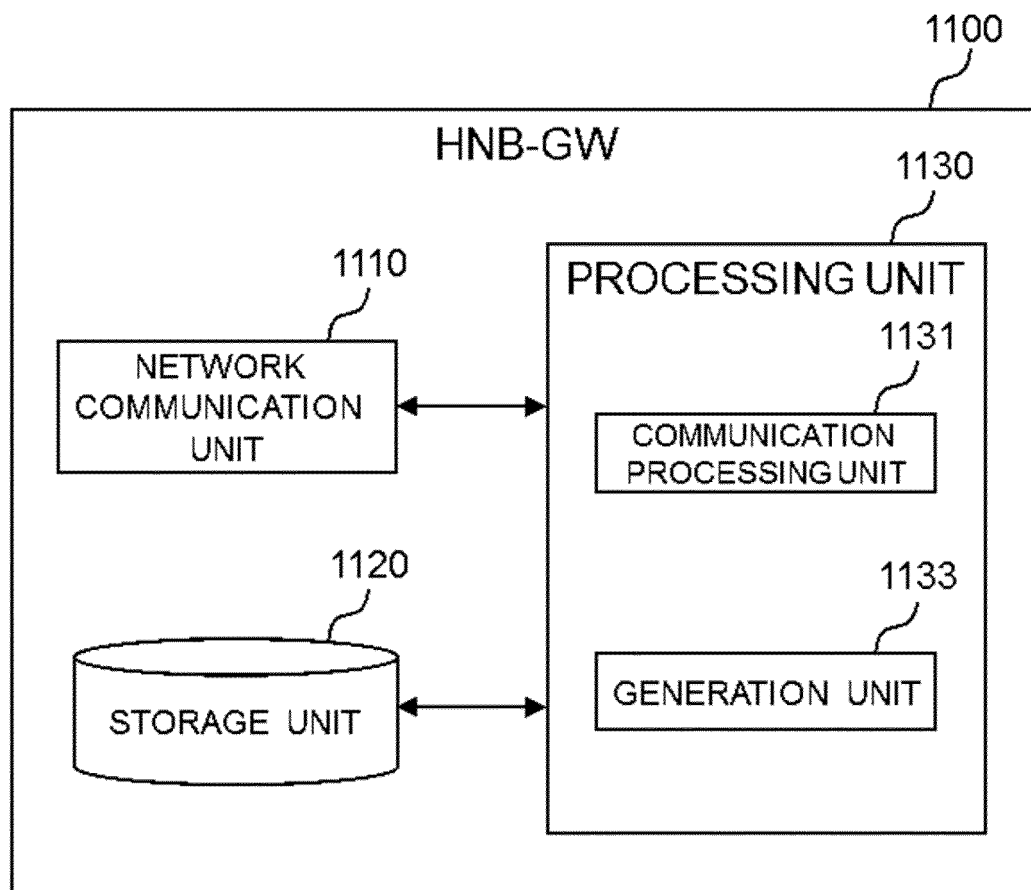 1100
HNB-GW
1130
1110
PROCESSING UNIT
NETWORK
COMMUNICATION
UNIT
1131
COMMUNICATION
PROCESSING UNIT
1120
1133
STORAGE UNIT
GENERATION UNIT